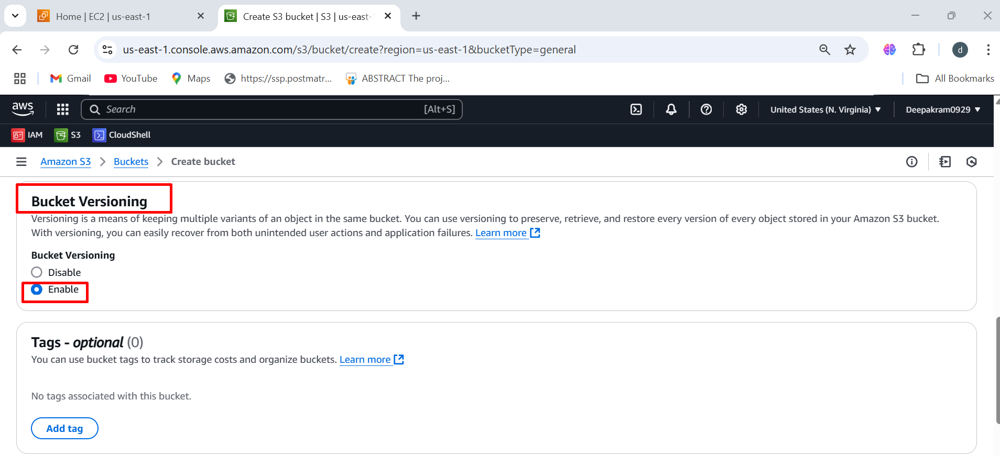 Home | EC2 | us-east-1
Create S3 bucket | S3 | us-east-
us-east-1.console.aws.amazon.com/s3/bucket/create?region=us-east-1&bucketType=general
d
Gmail
YouTube
Maps
https://ssp.postmatr...
ABSTRACT The proj...
All Bookmarks
aws
Search
[Alt+S]
United States (N. Virginia)
Deepakram0929
IAM
S3
CloudShell
Amazon S3
Buckets
Create bucket
Bucket Versioning
Versioning is a means of keeping multiple variants of an object in the same bucket. You can use versioning to preserve, retrieve, and restore every version of every object stored in your Amazon S3 bucket.
With versioning, you can easily recover from both unintended user actions and application failures. Learn more
Bucket Versioning
Disable
Enable
Tags - optional (0)
You can use bucket tags to track storage costs and organize buckets. Learn more
No tags associated with this bucket.
Add tag